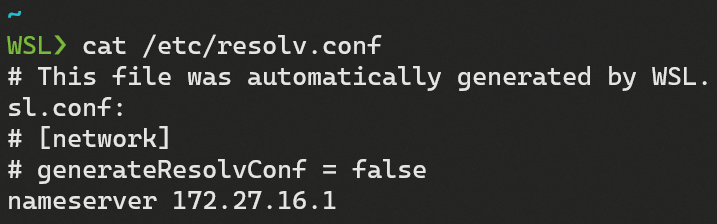 ~
WSL❯ cat /etc/resolv.conf
# This file was automatically generated by WSL.
sl.conf:
# [network]
# generateResolvConf = false
nameserver 172.27.16.1